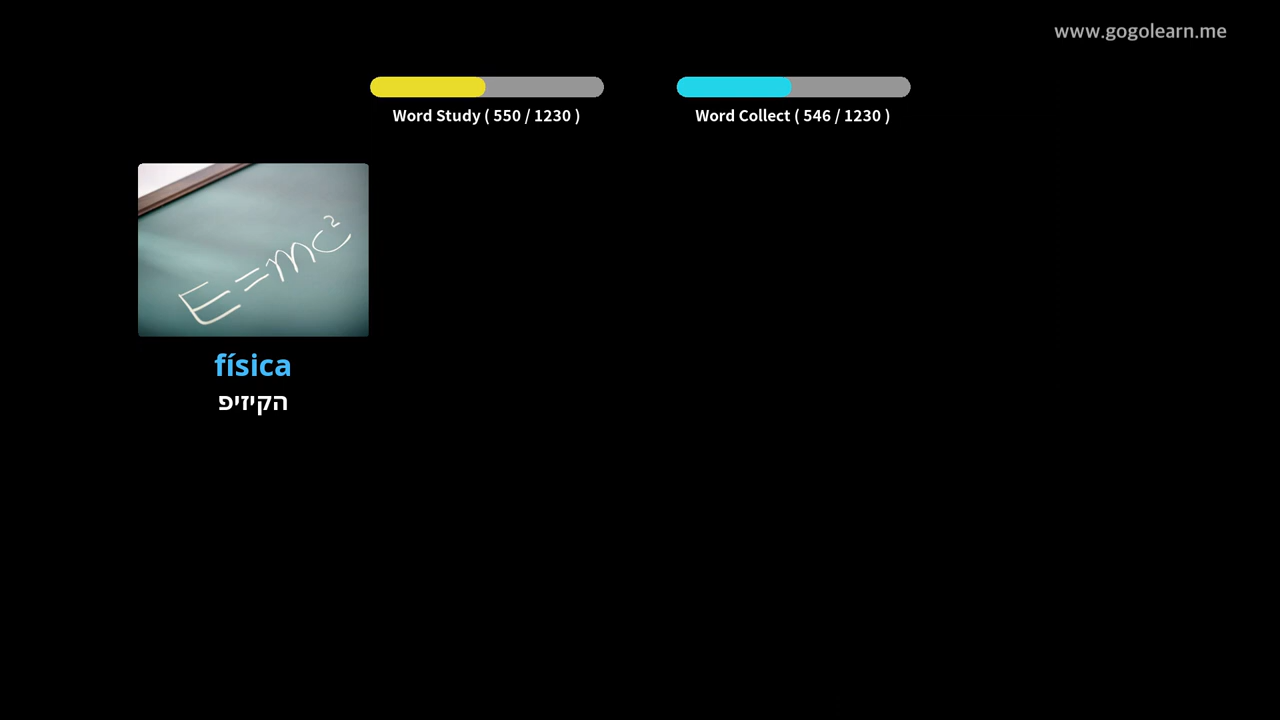 www.gogolearn.me
Word Study ( 550 / 1230 )
Word Collect ( 546 / 1230 )
E=mc²
física
הקיזיפ